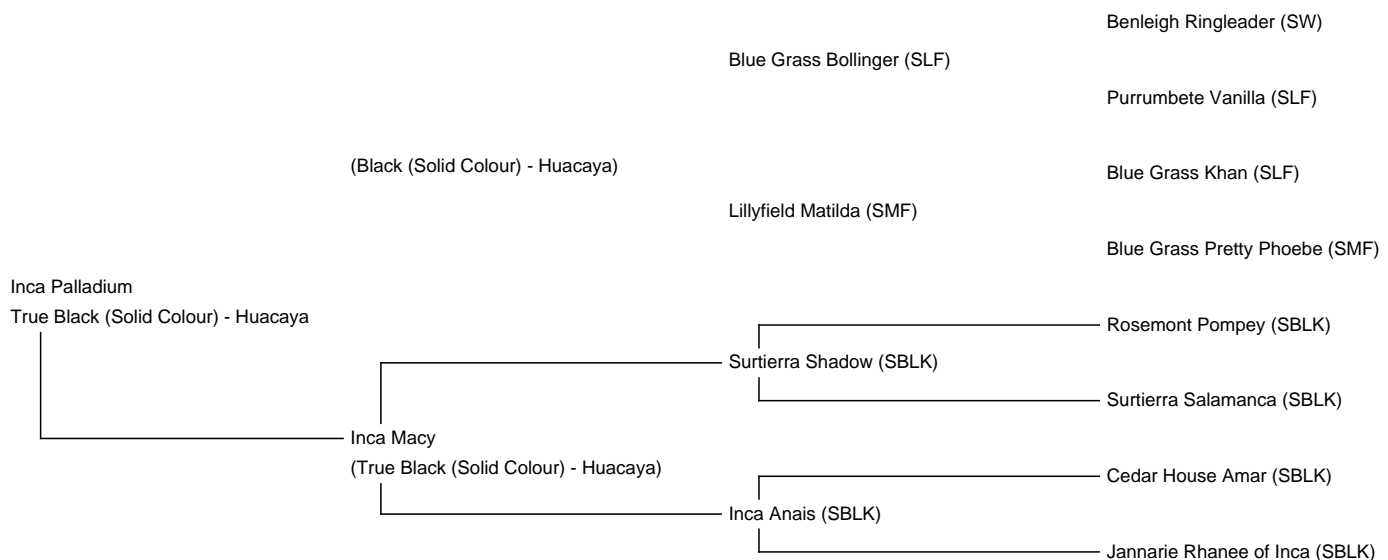 Benleigh Ringleader (SW)
Blue Grass Bollinger (SLF)
Purrumbete Vanilla (SLF)
(Black (Solid Colour) - Huacaya)
Blue Grass Khan (SLF)
Lillyfield Matilda (SMF)
Blue Grass Pretty Phoebe (SMF)
Inca Palladium
True Black (Solid Colour) - Huacaya
Rosemont Pompey (SBLK)
Surtierra Shadow (SBLK)
Surtierra Salamanca (SBLK)
Inca Macy
(True Black (Solid Colour) - Huacaya)
Cedar House Amar (SBLK)
Inca Anais (SBLK)
Jannarie Rhanee of Inca (SBLK)